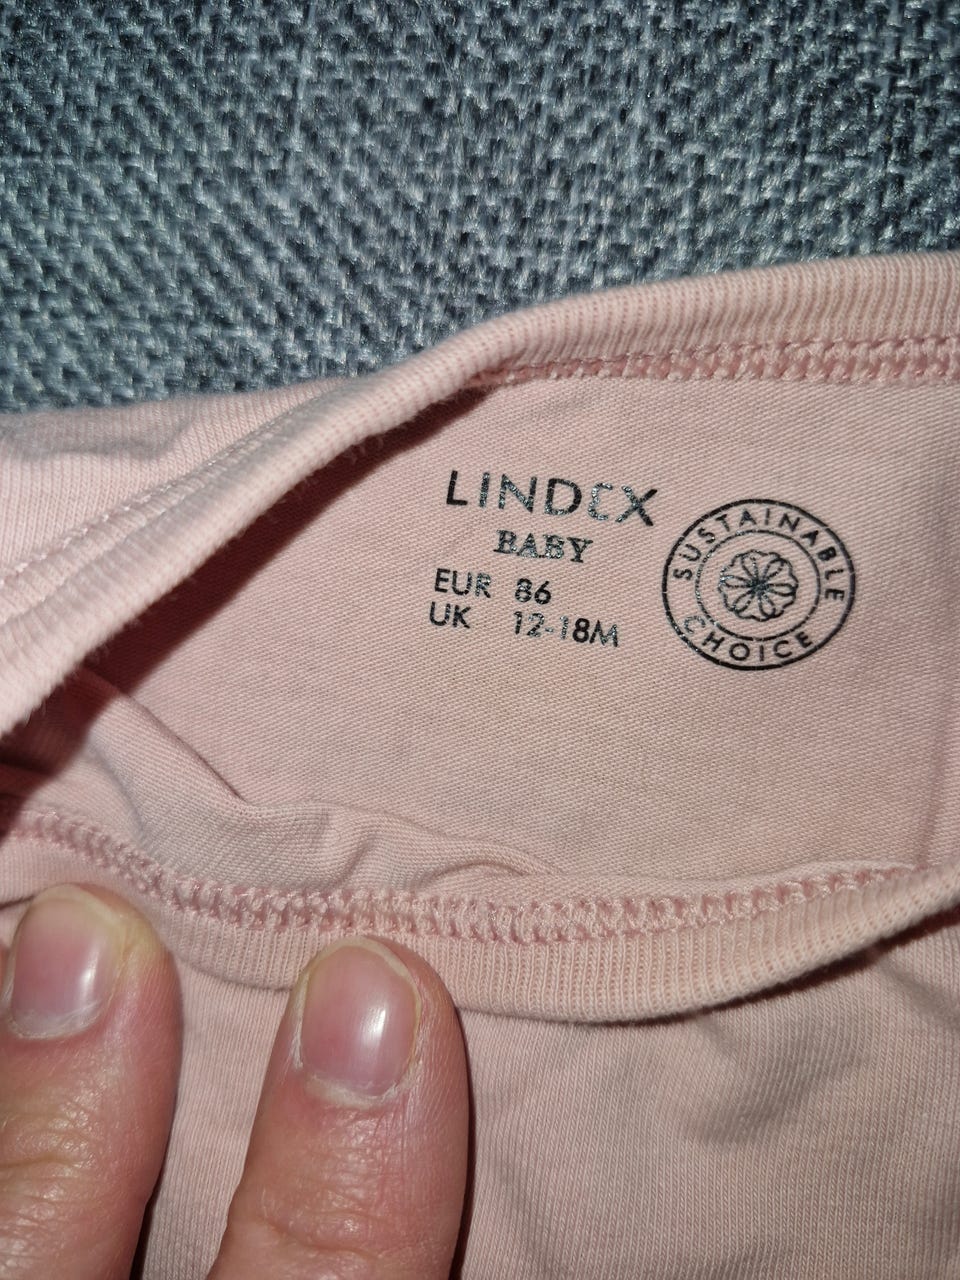 LINDEX
BABY
EUR 86
UK 12-18M
SUSTAINABLE
CHOICE